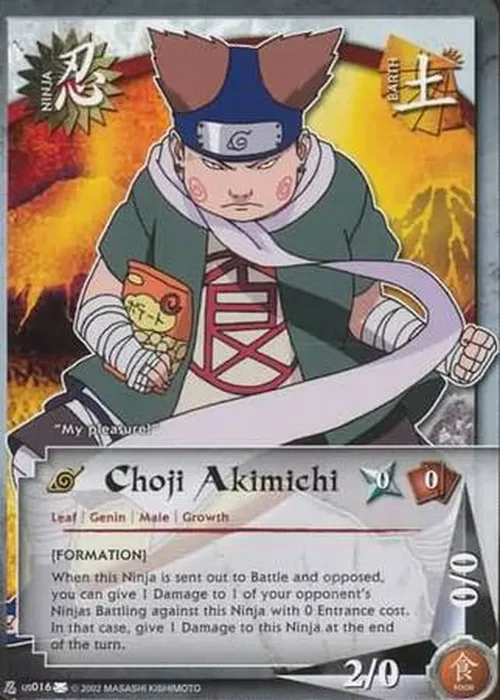 NINJA
忍
EARTH
土
"My pleasure!"
Choji Akimichi
0
0
Leaf | Genin | Male | Growth
[FORMATION]
When this Ninja is sent out to Battle and opposed,
you can give 1 Damage to 1 of your opponent's
Ninjas Battling against this Ninja with 0 Entrance cost.
In that case, give 1 Damage to this Ninja at the end
of the turn.
0/0
2/0
食
US016 © 2002 MASASHI KISHIMOTO